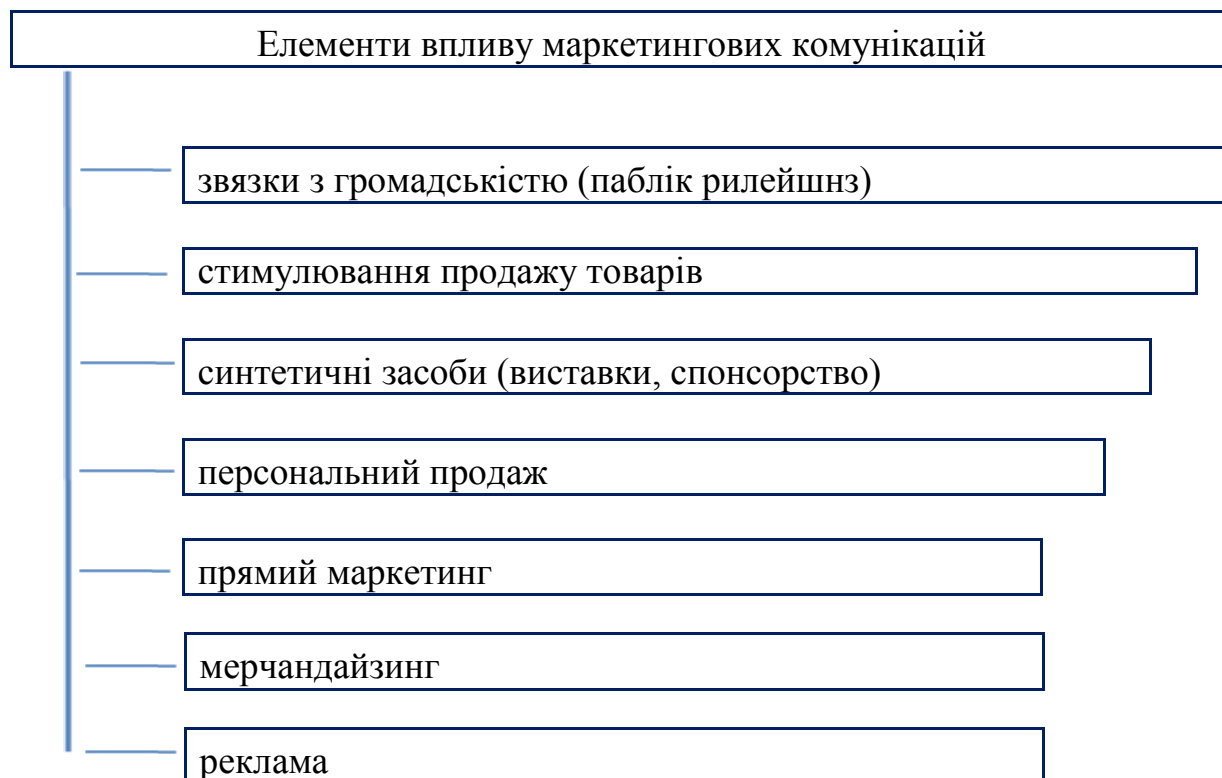 Елементи впливу маркетингових комунікацій
звязки з громадськістю (паблік рилейшнз)
стимулювання продажу товарів
синтетичні засоби (виставки, спонсорство)
персональний продаж
прямий маркетинг
мерчандайзинг
реклама